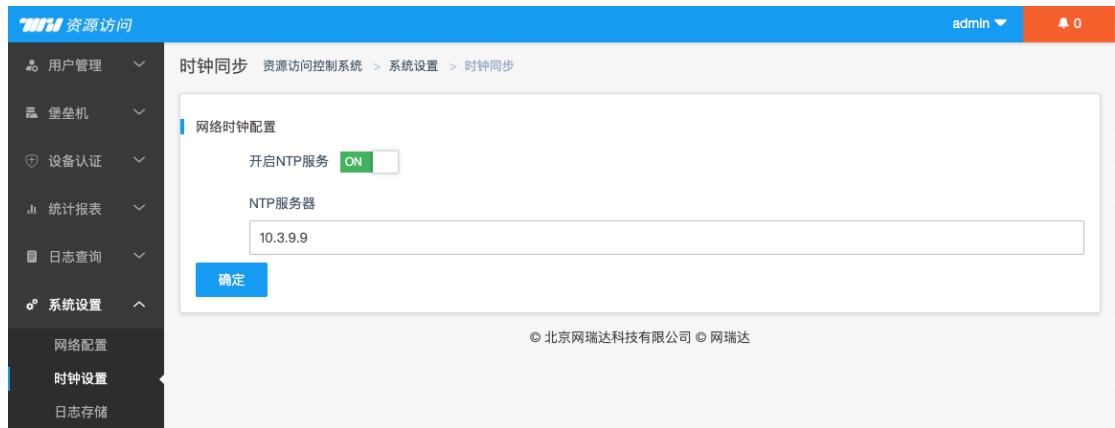 资源访问
admin
0
用户管理
堡垒机
设备认证
统计报表
日志查询
系统设置
网络配置
时钟设置
日志存储
时钟同步 资源访问控制系统 > 系统设置 > 时钟同步
网络时钟配置
开启NTP服务 ON
NTP服务器
10.3.9.9
确定
© 北京网瑞达科技有限公司 © 网瑞达